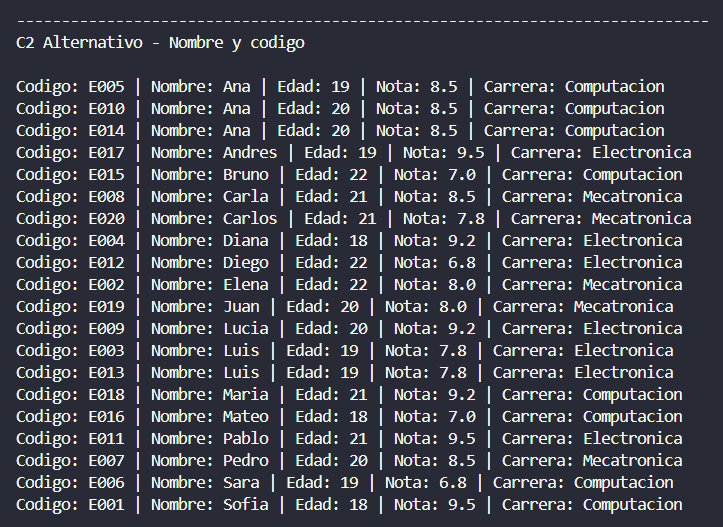 --------------------------------------------------------------------------------
C2 Alternativo - Nombre y codigo
Codigo: E005 | Nombre: Ana | Edad: 19 | Nota: 8.5 | Carrera: Computacion
Codigo: E010 | Nombre: Ana | Edad: 20 | Nota: 8.5 | Carrera: Computacion
Codigo: E014 | Nombre: Ana | Edad: 20 | Nota: 8.5 | Carrera: Computacion
Codigo: E017 | Nombre: Andres | Edad: 19 | Nota: 9.5 | Carrera: Electronica
Codigo: E015 | Nombre: Bruno | Edad: 22 | Nota: 7.0 | Carrera: Computacion
Codigo: E008 | Nombre: Carla | Edad: 21 | Nota: 8.5 | Carrera: Mecatronica
Codigo: E020 | Nombre: Carlos | Edad: 21 | Nota: 7.8 | Carrera: Mecatronica
Codigo: E004 | Nombre: Diana | Edad: 18 | Nota: 9.2 | Carrera: Electronica
Codigo: E012 | Nombre: Diego | Edad: 22 | Nota: 6.8 | Carrera: Electronica
Codigo: E002 | Nombre: Elena | Edad: 22 | Nota: 8.0 | Carrera: Mecatronica
Codigo: E019 | Nombre: Juan | Edad: 20 | Nota: 8.0 | Carrera: Mecatronica
Codigo: E009 | Nombre: Lucia | Edad: 20 | Nota: 9.2 | Carrera: Electronica
Codigo: E003 | Nombre: Luis | Edad: 19 | Nota: 7.8 | Carrera: Electronica
Codigo: E013 | Nombre: Luis | Edad: 19 | Nota: 7.8 | Carrera: Electronica
Codigo: E018 | Nombre: Maria | Edad: 21 | Nota: 9.2 | Carrera: Computacion
Codigo: E016 | Nombre: Mateo | Edad: 18 | Nota: 7.0 | Carrera: Computacion
Codigo: E011 | Nombre: Pablo | Edad: 21 | Nota: 9.5 | Carrera: Electronica
Codigo: E007 | Nombre: Pedro | Edad: 20 | Nota: 8.5 | Carrera: Mecatronica
Codigo: E006 | Nombre: Sara | Edad: 19 | Nota: 6.8 | Carrera: Computacion
Codigo: E001 | Nombre: Sofia | Edad: 18 | Nota: 9.5 | Carrera: Computacion